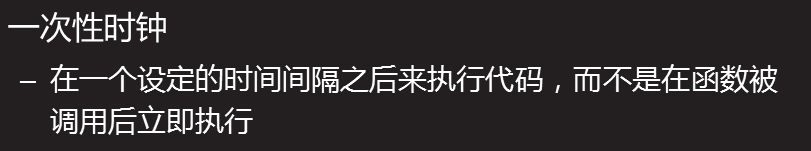 一次性时钟
– 在一个设定的时间间隔之后来执行代码，而不是在函数被
调用后立即执行